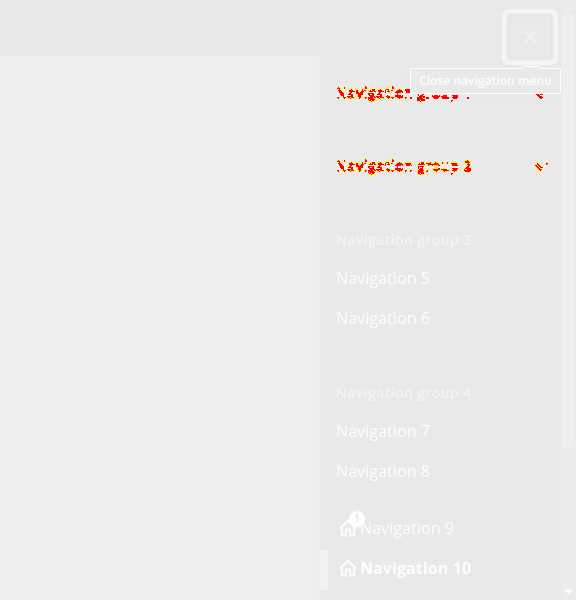 Close navigation menu
Navigation group 1
Navigation group 2
Navigation group 3
Navigation 5
Navigation 6
Navigation group 4
Navigation 7
Navigation 8
1
Navigation 9
Navigation 10